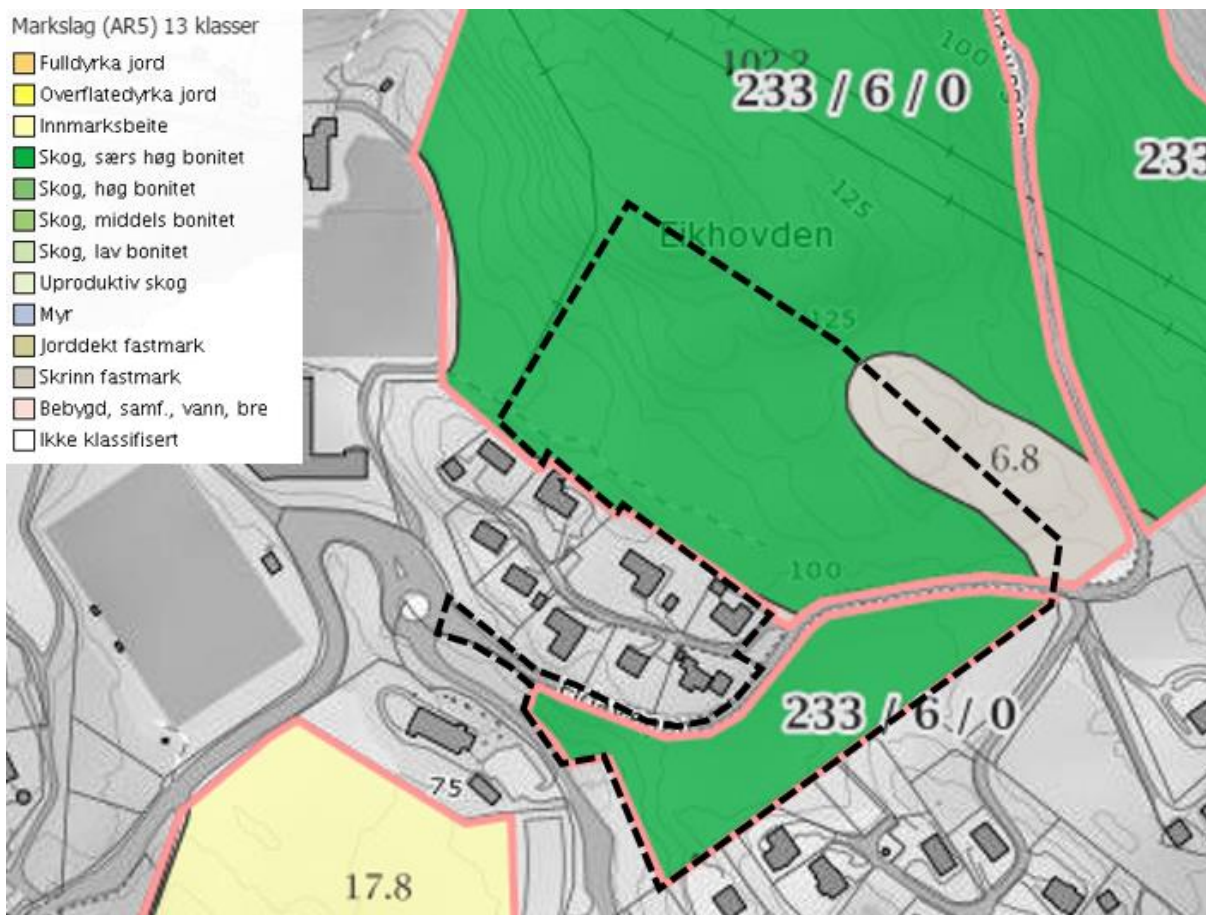 Markslag (AR5) 13 klasser
Fulldyrka jord
Overflatedyrka jord
Innmarksbeite
Skog, særs høg bonitet
Skog, høg bonitet
Skog, middels bonitet
Skog, lav bonitet
Uproduktiv skog
Myr
Jorddekt fastmark
Skrinn fastmark
Bebygd, samf., vann, bre
Ikke klassifisert
100
102.2
233 / 6 / 0
233
125
Eikhovden
125
6.8
100
233 / 6 / 0
75
17.8